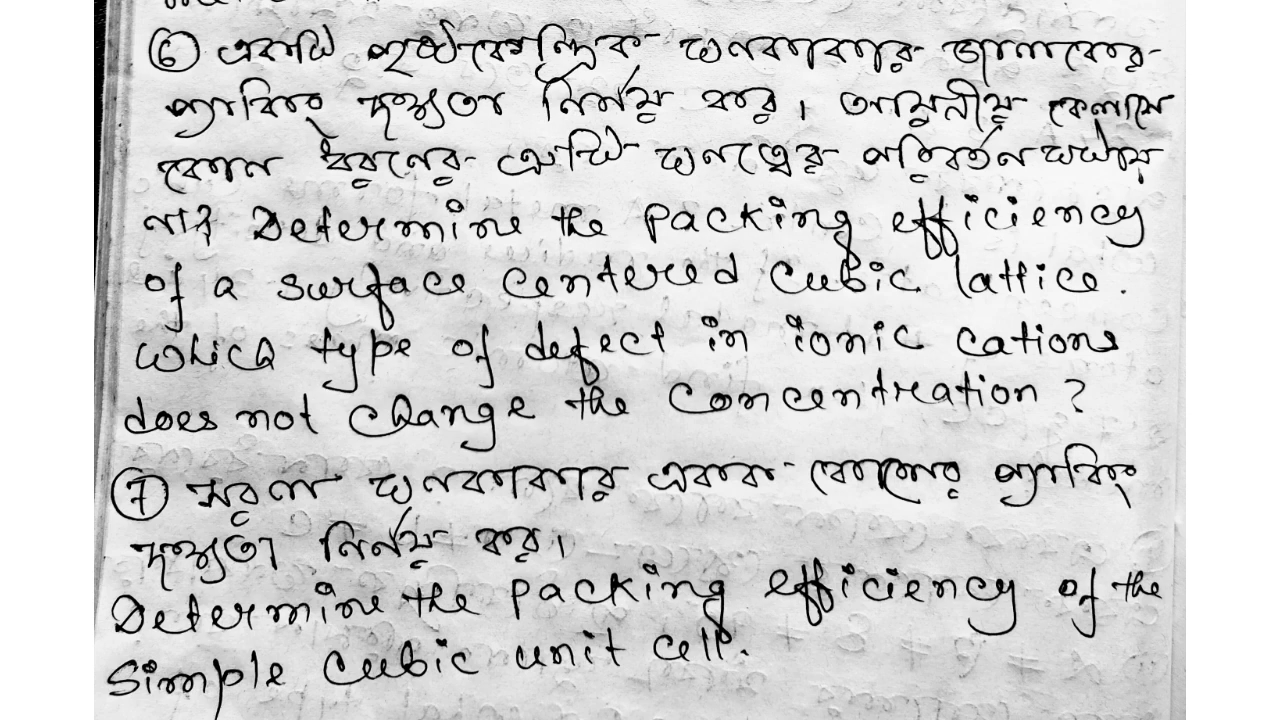 ⑥ একটি পৃষ্ঠকেন্দ্রিক ঘনকাকার জালকের
প্যাকিং দক্ষতা নির্ণয় কর। আয়নীয় কেলাসে
কোন ধরনের ত্রুটি ঘনত্বের পরিবর্তন ঘটায়
না? Determine the packing efficiency
of a surface centered cubic lattice.
which type of defect in ionic cations
does not change the concentration?
⑦ সরল ঘনকাকার একক কোশের প্যাকিং
দক্ষতা নির্ণয় কর।
Determine the packing efficiency of the
simple cubic unit cell.